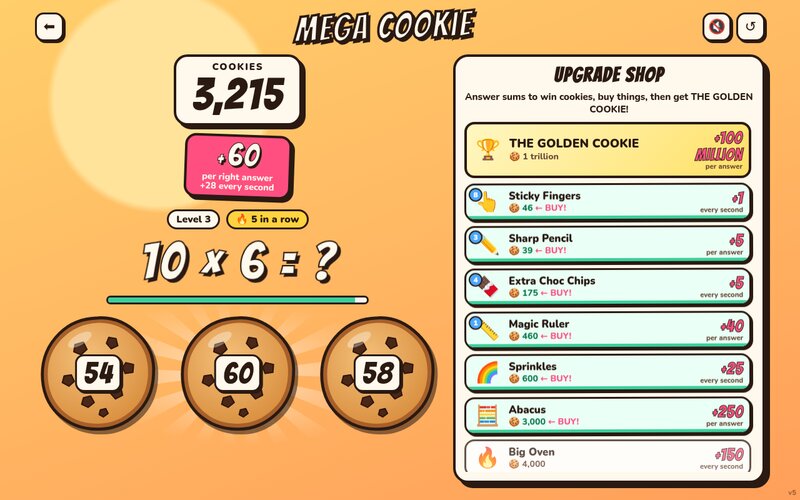 MEGA COOKIE
COOKIES
3,215
+60
per right answer
+28 every second
Level 3
5 in a row
10 x 6 = ?
54
60
58
UPGRADE SHOP
Answer sums to win cookies, buy things, then get THE GOLDEN
COOKIE!
THE GOLDEN COOKIE
1 trillion
+100
MILLION
per answer
Sticky Fingers
46 ← BUY!
+1
every second
Sharp Pencil
39 ← BUY!
+5
per answer
Extra Choc Chips
175 ← BUY!
+5
every second
1
Magic Ruler
460 ← BUY!
+40
per answer
Sprinkles
600 ← BUY!
+25
every second
Abacus
3,000 ← BUY!
+250
per answer
Big Oven
4,000
+150
every second
v5